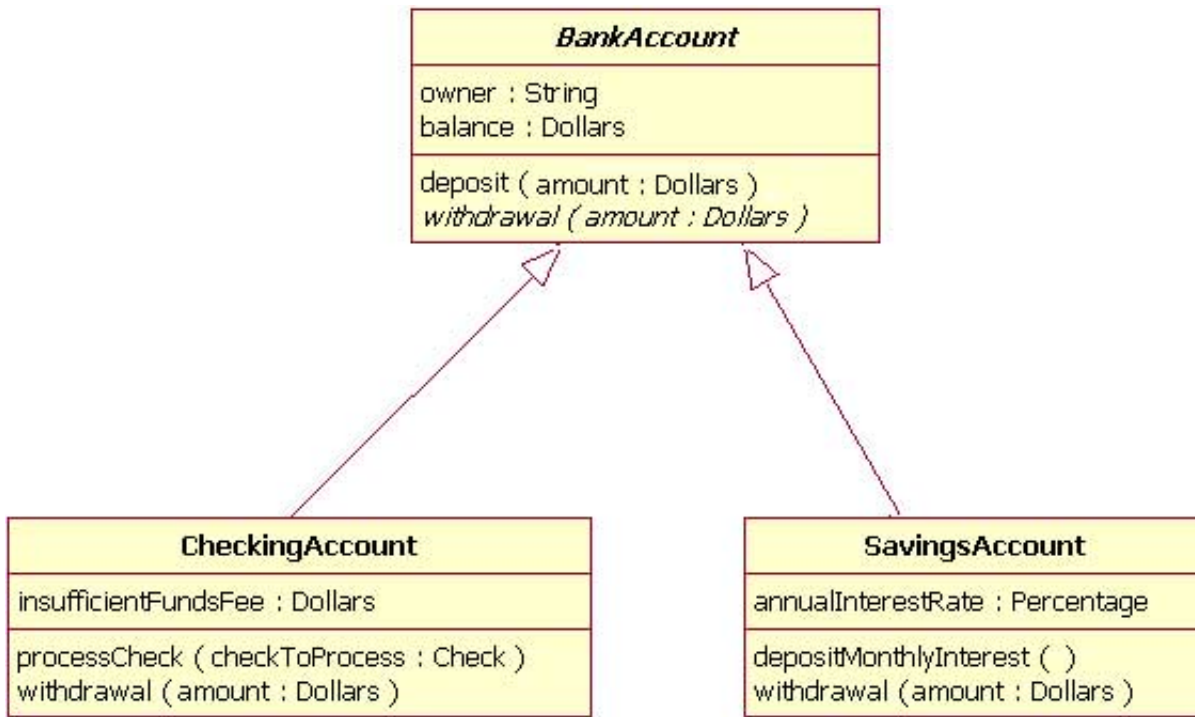 BankAccount
owner : String
balance : Dollars
deposit ( amount : Dollars )
withdrawal ( amount : Dollars )
CheckingAccount
insufficientFundsFee : Dollars
processCheck ( checkToProcess : Check )
withdrawal ( amount : Dollars )
SavingsAccount
annualInterestRate : Percentage
depositMonthlyInterest ( )
withdrawal ( amount : Dollars )